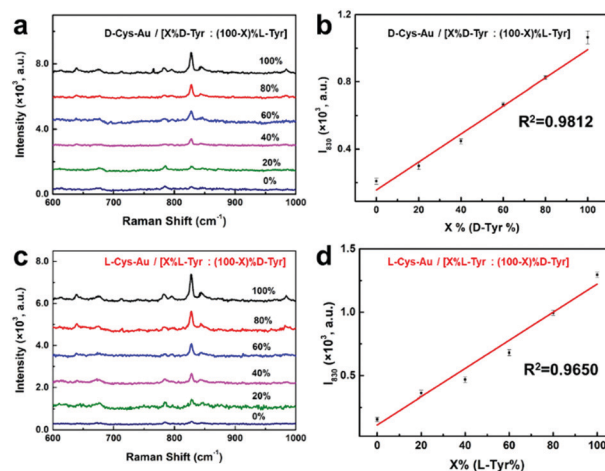 a
D-Cys-Au / [X%D-Tyr : (100-X)%L-Tyr]
Intensity (×10³, a.u.)
8.0
6.0
4.0
2.0
0.0
100%
80%
60%
40%
20%
0%
600 700 800 900 1000
Raman Shift (cm⁻¹)
b
D-Cys-Au / [X%D-Tyr : (100-X)%L-Tyr]
I₈₃₀ (×10³, a.u.)
1.2
0.8
0.4
R²=0.9812
0 20 40 60 80 100
X % (D-Tyr %)
c
L-Cys-Au / [X%L-Tyr : (100-X)%D-Tyr]
Intensity (×10³, a.u.)
8.0
6.0
4.0
2.0
0.0
100%
80%
60%
40%
20%
0%
600 700 800 900 1000
Raman Shift (cm⁻¹)
d
L-Cys-Au / [X%L-Tyr : (100-X)%D-Tyr]
I₈₃₀ (×10³, a.u.)
1.5
1.0
0.5
R²=0.9650
0 20 40 60 80 100
X% (L-Tyr%)